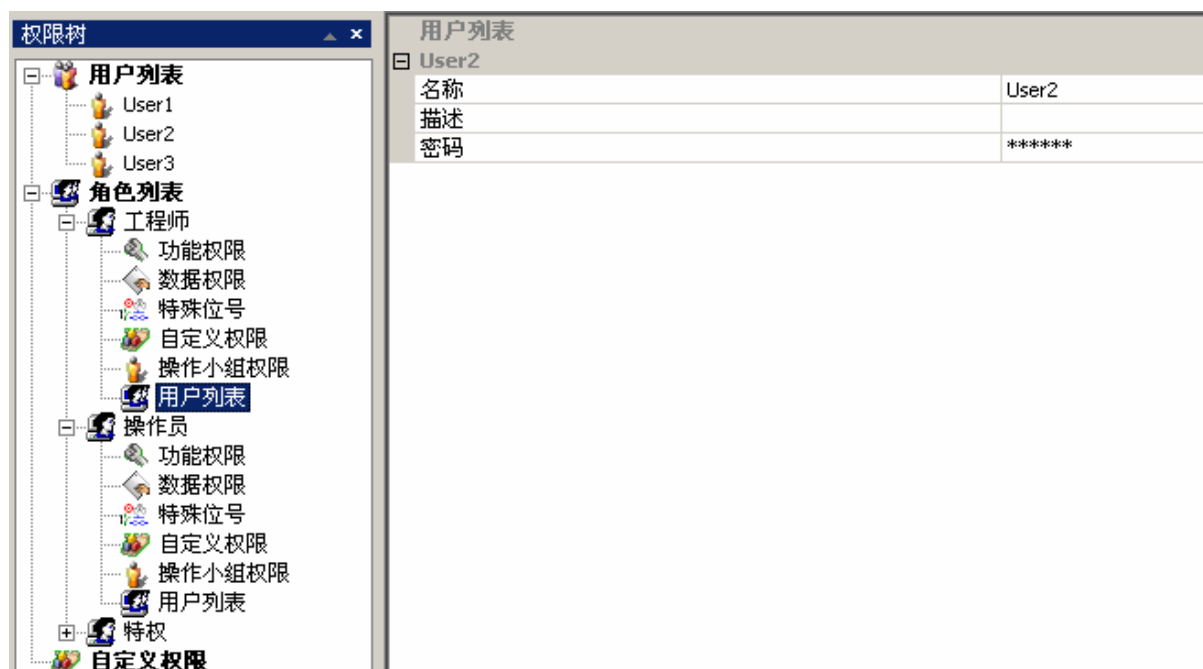 权限树
用户列表
User1
User2
User3
角色列表
工程师
功能权限
数据权限
特殊位号
自定义权限
操作小组权限
用户列表
操作员
功能权限
数据权限
特殊位号
自定义权限
操作小组权限
用户列表
特权
自定义权限
用户列表
User2
名称 User2
描述
密码 ******